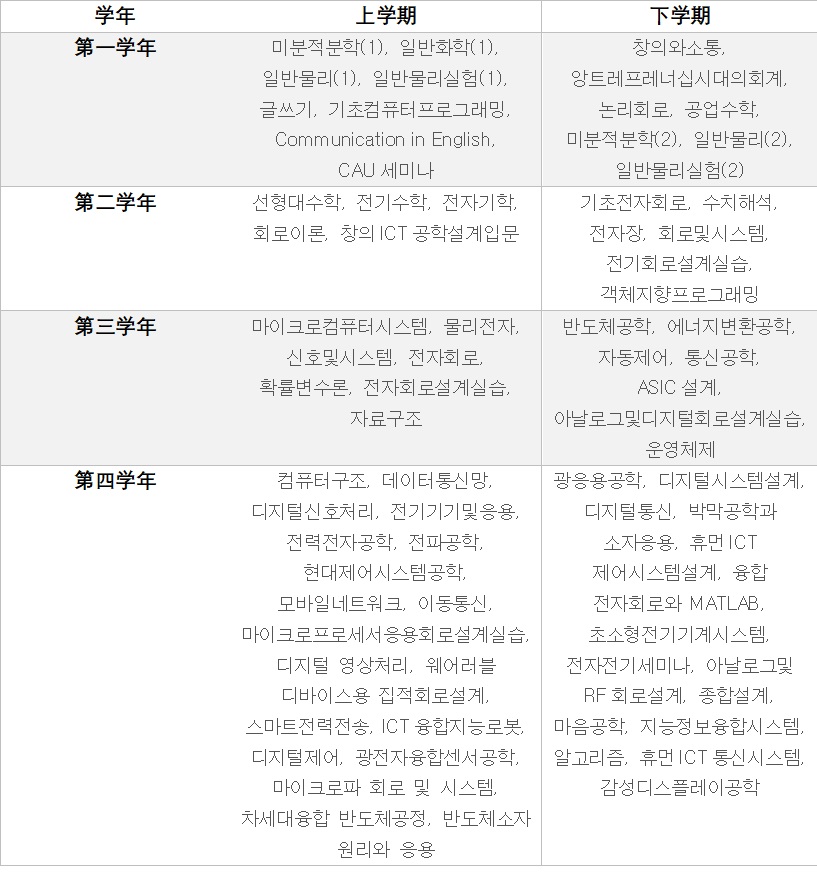 学年 上学期 下学期
第一学年
미분적분학(1), 일반화학(1),
일반물리(1), 일반물리실험(1),
글쓰기, 기초컴퓨터프로그래밍,
Communication in English,
CAU 세미나
창의와소통,
앙트레프레너십시대의회계,
논리회로, 공업수학,
미분적분학(2), 일반물리(2),
일반물리실험(2)
第二学年
선형대수학, 전기수학, 전자기학,
회로이론, 창의 ICT 공학설계입문
기초전자회로, 수치해석,
전자장, 회로및시스템,
전기회로설계실습,
객체지향프로그래밍
第三学年
마이크로컴퓨터시스템, 물리전자,
신호및시스템, 전자회로,
확률변수론, 전자회로설계실습,
자료구조
반도체공학, 에너지변환공학,
자동제어, 통신공학,
ASIC 설계,
아날로그및디지털회로설계실습,
운영체제
第四学年
컴퓨터구조, 데이터통신망,
디지털신호처리, 전기기기및응용,
전력전자공학, 전파공학,
현대제어시스템공학,
모바일네트워크, 이동통신,
마이크로프로세서응용회로설계실습,
디지털 영상처리, 웨어러블
디바이스용 집적회로설계,
스마트전력전송, ICT 융합지능로봇,
디지털제어, 광전자융합센서공학,
마이크로파 회로 및 시스템,
차세대융합 반도체공정, 반도체소자
원리와 응용
광응용공학, 디지털시스템설계,
디지털통신, 박막공학과
소자응용, 휴먼 ICT
제어시스템설계, 융합
전자회로와 MATLAB,
초소형전기기계시스템,
전자전기세미나, 아날로그및
RF 회로설계, 종합설계,
마음공학, 지능정보융합시스템,
알고리즘, 휴먼 ICT 통신시스템,
감성디스플레이공학